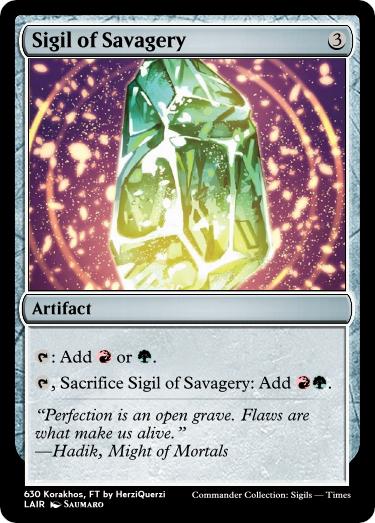 Sigil of Savagery 3
Artifact
: Add or .
, Sacrifice Sigil of Savagery: Add .
“Perfection is an open grave. Flaws are
what make us alive.”
—Hadik, Might of Mortals
630 Korakhos, FT by HerziQuerzi
Commander Collection: Sigils — Times
LAIR Saumaro